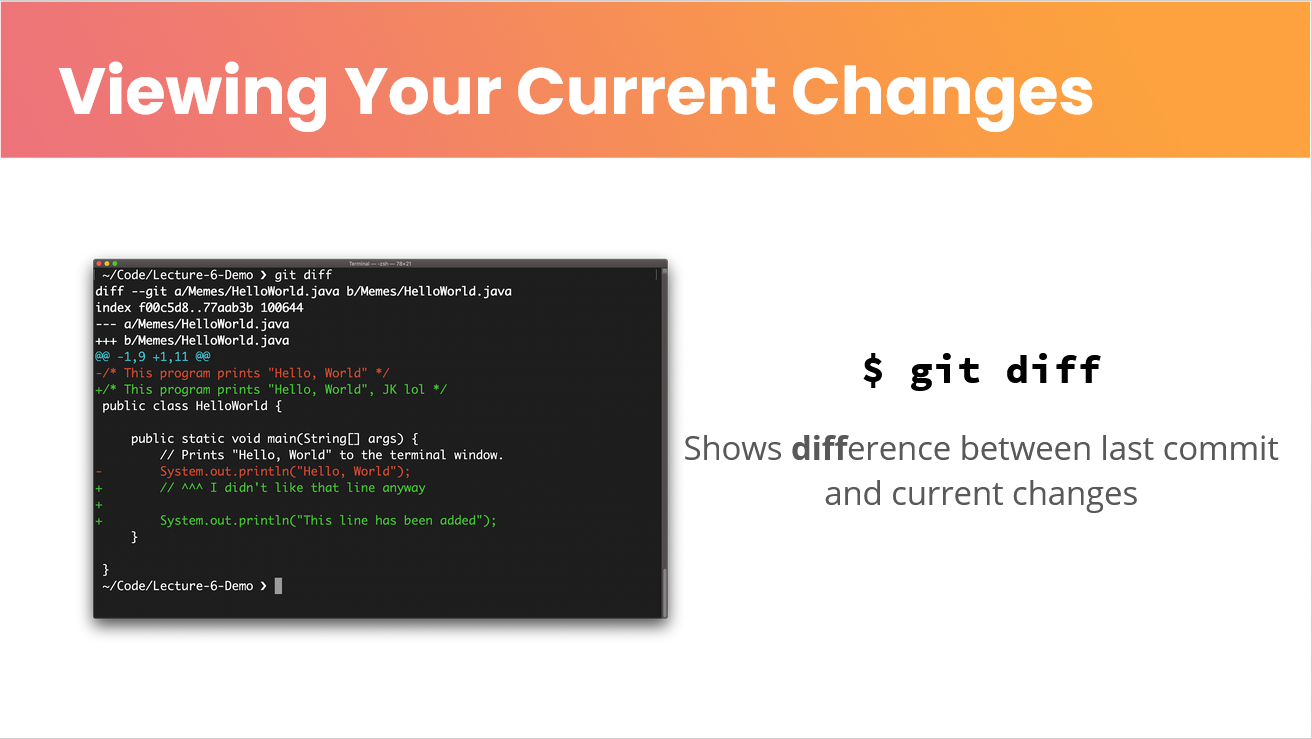 Viewing Your Current Changes
Terminal — -zsh — 78×21
~/Code/Lecture-6-Demo ❯ git diff
diff --git a/Memes/HelloWorld.java b/Memes/HelloWorld.java
index f00c5d8..77aab3b 100644
--- a/Memes/HelloWorld.java
+++ b/Memes/HelloWorld.java
@@ -1,9 +1,11 @@
-/* This program prints "Hello, World" */
+/* This program prints "Hello, World", JK lol */
 public class HelloWorld {
     public static void main(String[] args) {
         // Prints "Hello, World" to the terminal window.
-        System.out.println("Hello, World");
+        // ^^^ I didn't like that line anyway
+
+        System.out.println("This line has been added");
     }
 }
~/Code/Lecture-6-Demo ❯
$ git diff
Shows difference between last commit
and current changes